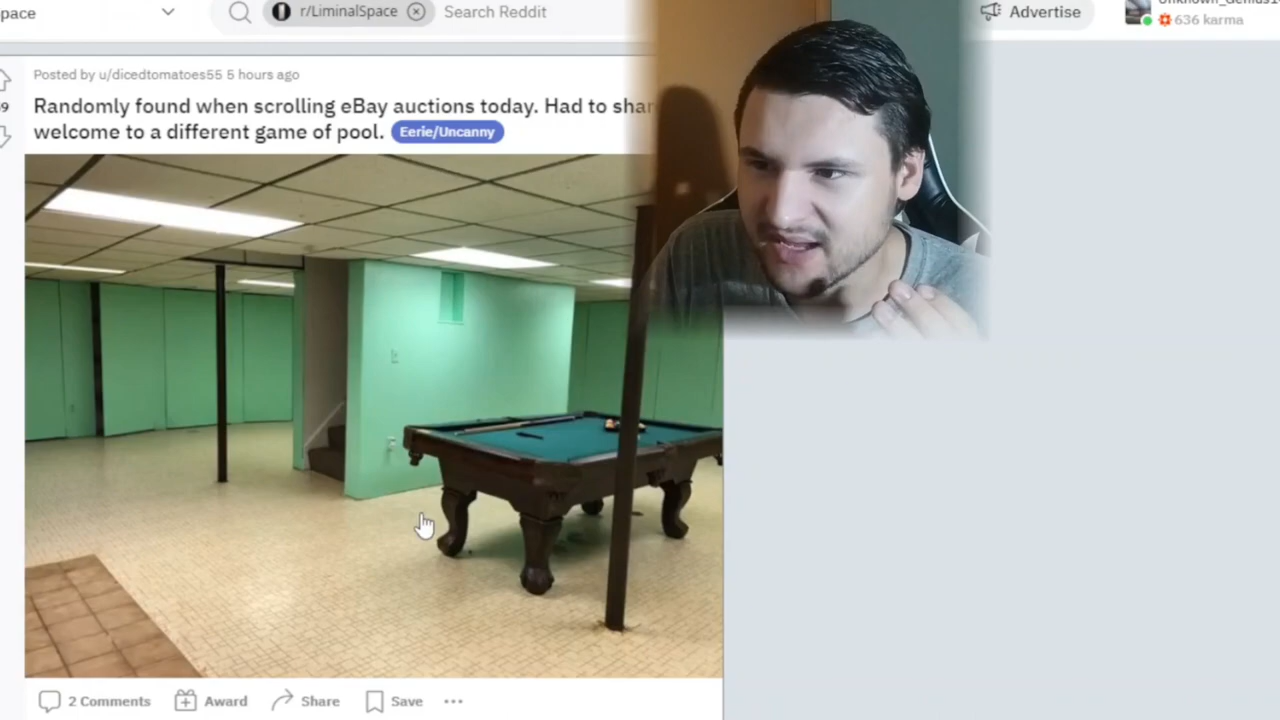 pace
r/LiminalSpace
Search Reddit
Advertise
636 karma
Posted by u/dicedtomatoes55 5 hours ago
Randomly found when scrolling eBay auctions today. Had to shar
welcome to a different game of pool. Eerie/Uncanny
2 Comments
Award
Share
Save